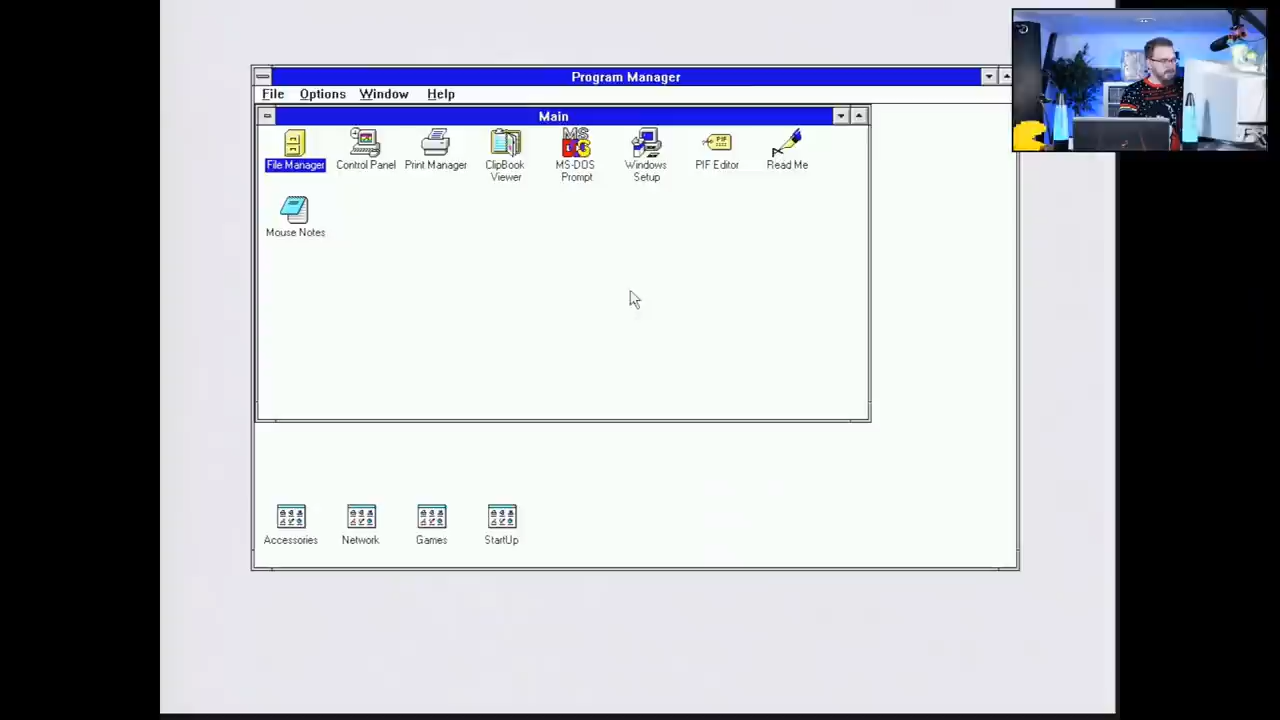 Program Manager
File Options Window Help
Main
File Manager Control Panel Print Manager ClipBook Viewer MS-DOS Prompt Windows Setup PIF Editor Read Me
Mouse Notes
Accessories Network Games StartUp